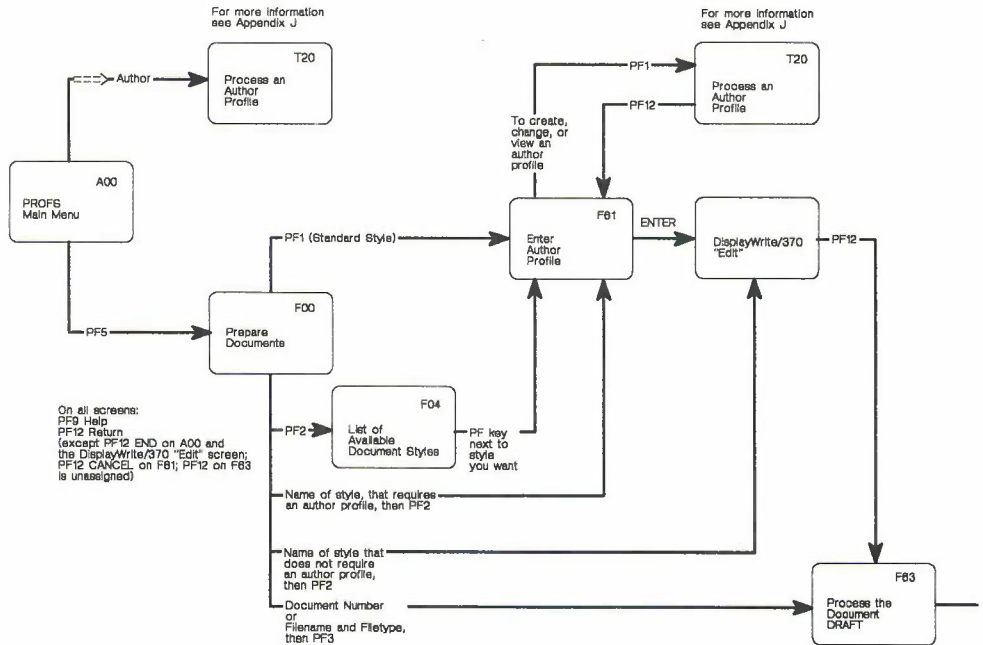 For more information
see Appendix J
For more information
see Appendix J
T20
Process an
Author
Profile
Author
PF1
T20
Process an
Author
Profile
PF12
To create,
change, or
view an
author
profile
A00
PROFS
Main Menu
F61
Enter
Author
Profile
ENTER
DisplayWrite/370
"Edit"
PF12
PF1 (Standard Style)
F00
Prepare
Documents
PF5
On all screens:
PF9 Help
PF12 Return
(except PF12 END on A00 and
the DisplayWrite/370 "Edit" screen;
PF12 CANCEL on F61; PF12 on F63
is unassigned)
PF2
F04
List of
Available
Document Styles
PF key
next to
style
you want
Name of style, that requires
an author profile, then PF2
Name of style that
does not require
an author profile,
then PF2
Document Number
or
Filename and Filetype,
then PF3
F63
Process the
Document
DRAFT